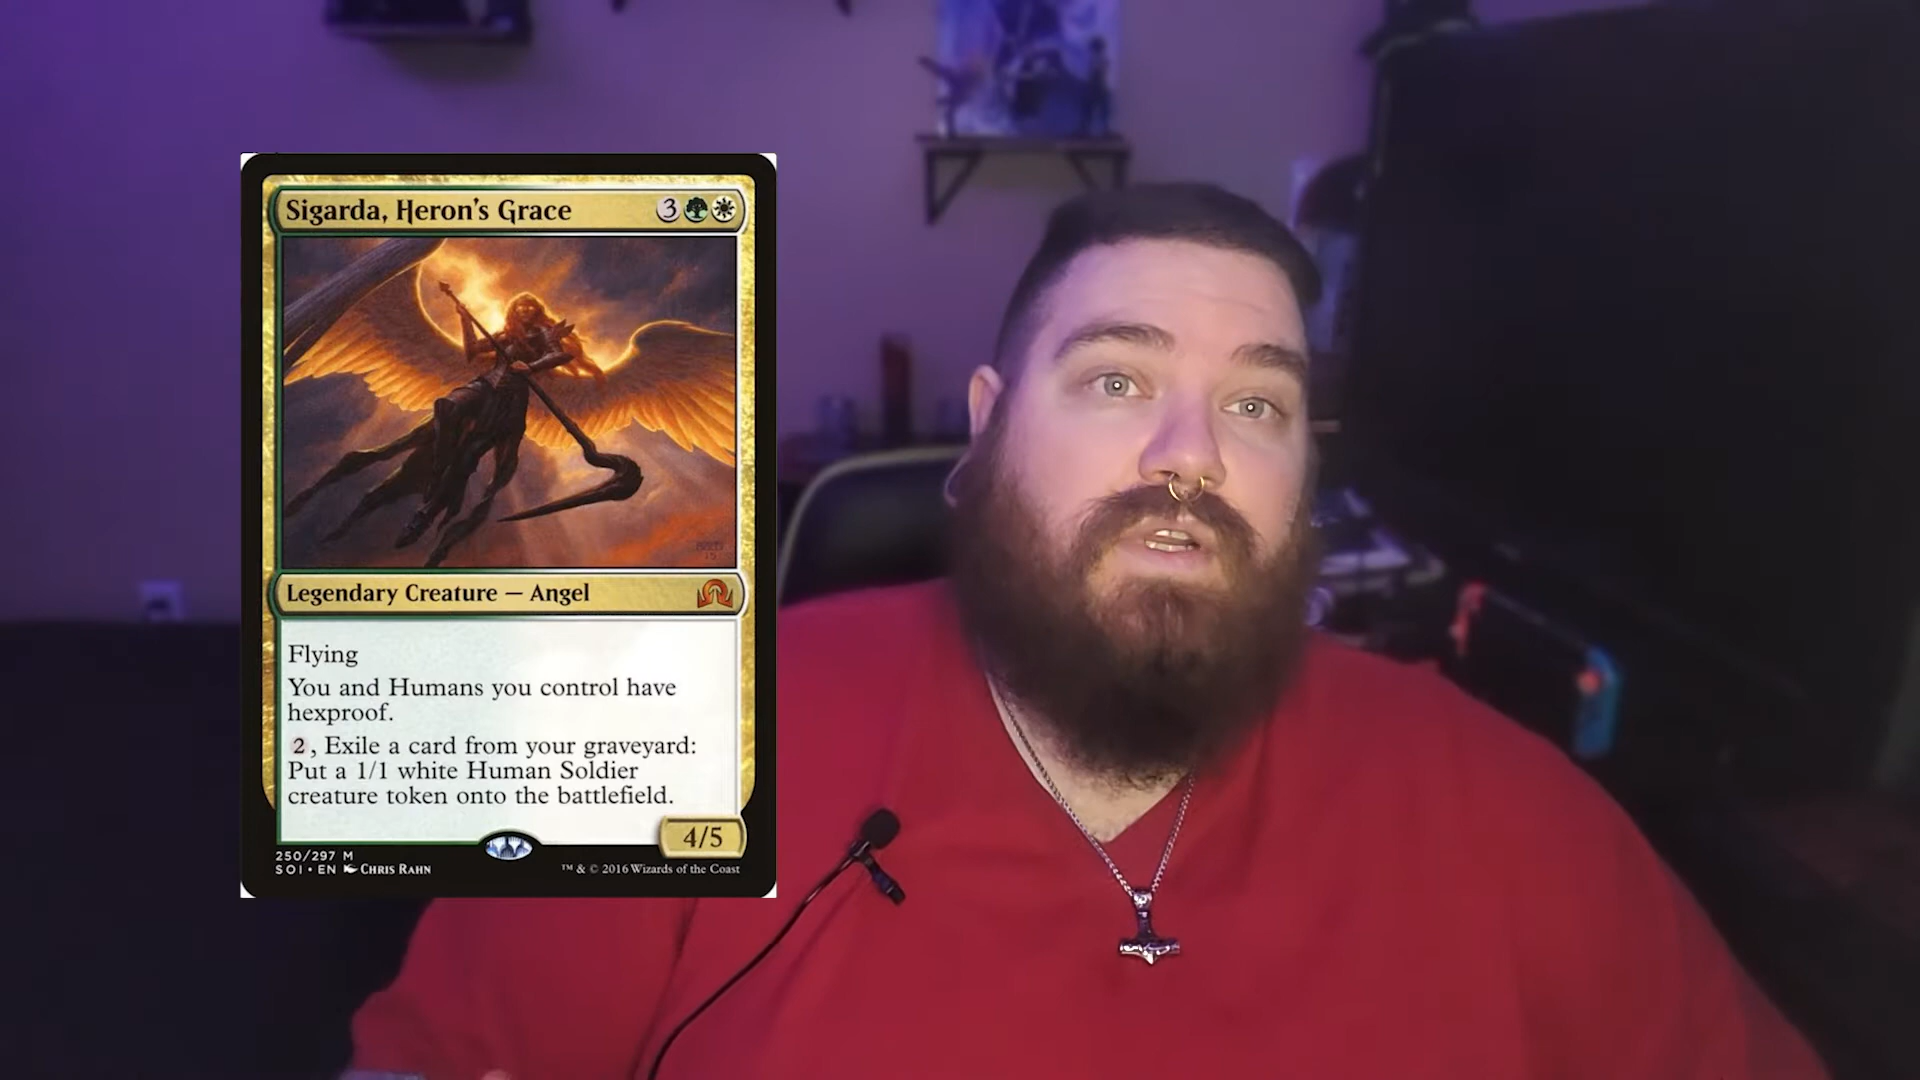 Sigarda, Heron's Grace 3
Legendary Creature — Angel
Flying
You and Humans you control have
hexproof.
2, Exile a card from your graveyard:
Put a 1/1 white Human Soldier
creature token onto the battlefield.
4/5
250/297 M
SOI • EN Chris Rahn
™ & © 2016 Wizards of the Coast